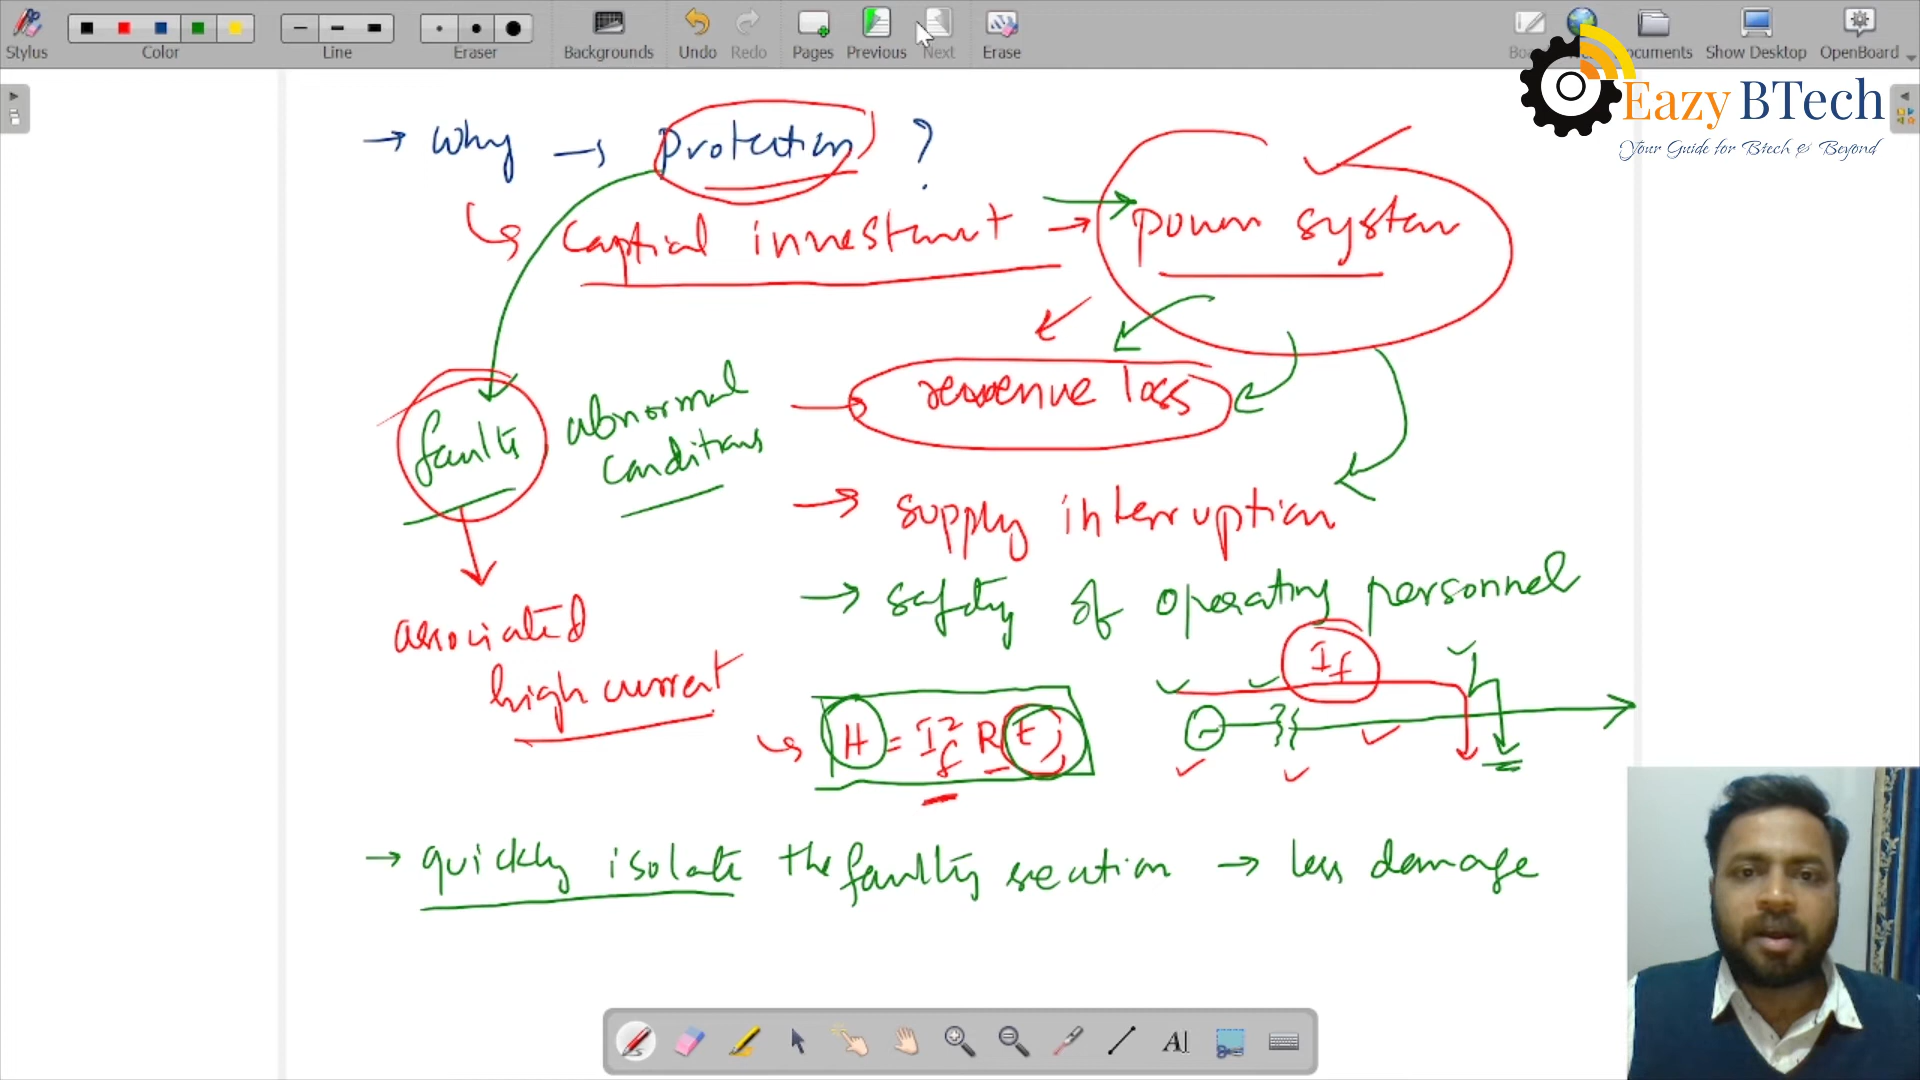 Stylus Color Line Eraser Backgrounds Undo Redo Pages Previous Next Erase Documents Show Desktop OpenBoard
Eazy BTech
Your Guide for Btech & Beyond
→ Why → protection ?
↳ Captial investment → power system
revenue loss
faults abnormal
conditions
→ supply interruption
→ safety of operating personnel
associated
high current
If
↳ H = If² R t;
G
→ quickly isolate the faulty section → less damage